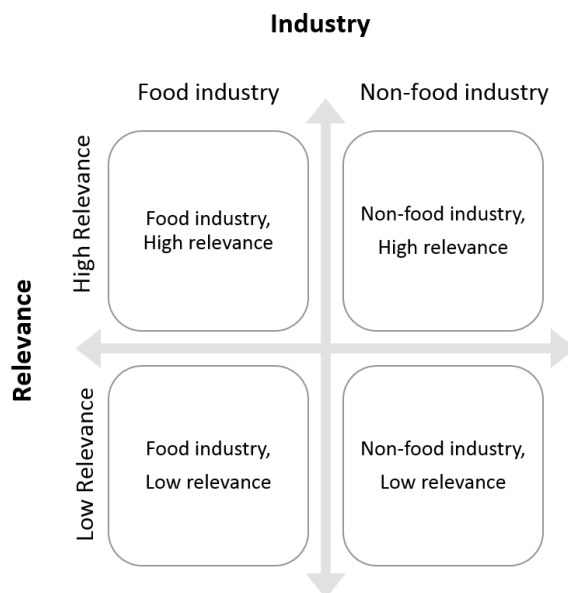 Industry
Food industry
Non-food industry
Relevance
High Relevance
Food industry,
High relevance
Non-food industry,
High relevance
Low Relevance
Food industry,
Low relevance
Non-food industry,
Low relevance